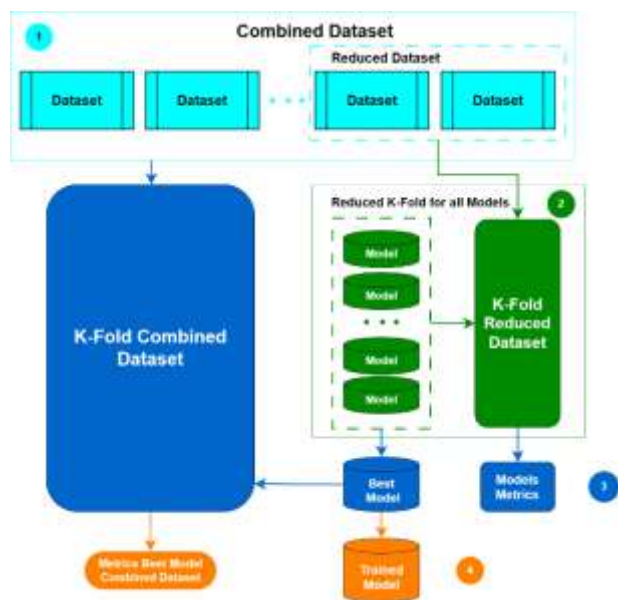 1
Combined Dataset
Reduced Dataset
Dataset
Dataset
Dataset
Dataset
Reduced K-Fold for all Models
2
Model
Model
Model
Model
K-Fold
Reduced
Dataset
K-Fold Combined
Dataset
Best
Model
Models
Metrics
3
Metrics Best Model
Combined Dataset
Trained
Model
4